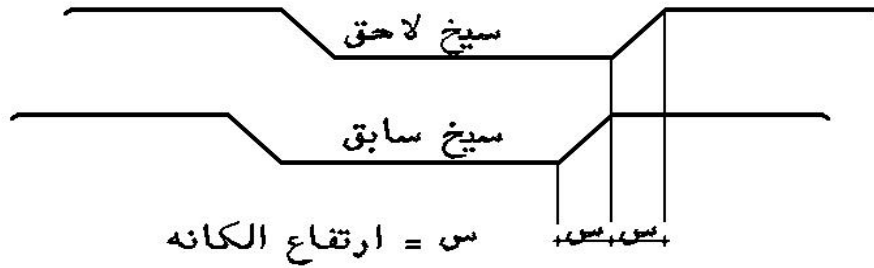 سيخ لاحق
سيخ سابق
س = ارتفاع الكانه
س س